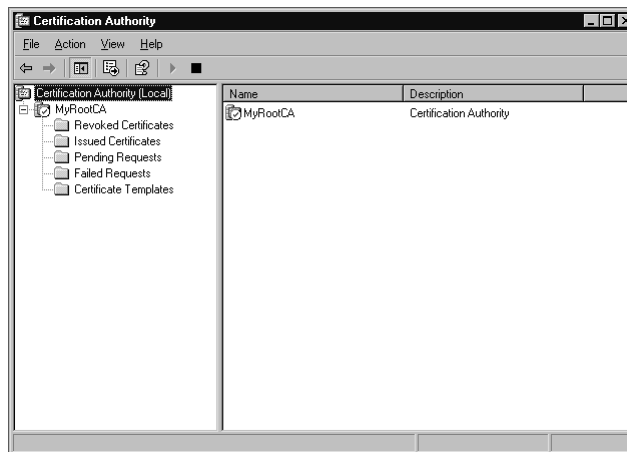 Certification Authority
File Action View Help
Certification Authority (Local)
MyRootCA
Revoked Certificates
Issued Certificates
Pending Requests
Failed Requests
Certificate Templates
Name Description
MyRootCA Certification Authority